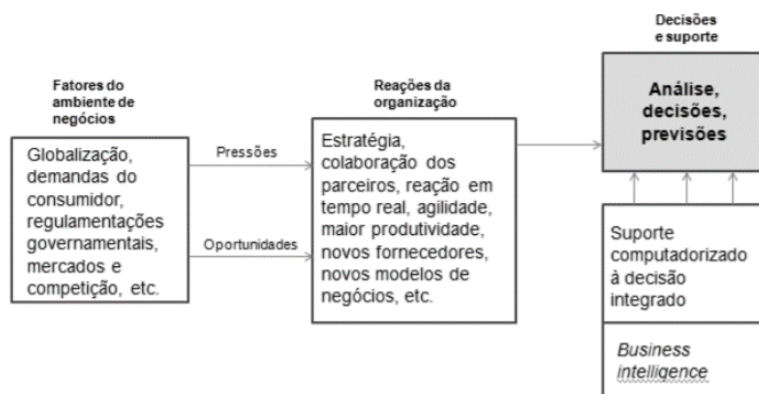 Fatores do
ambiente de
negócios
Globalização,
demandas do
consumidor,
regulamentações
governamentais,
mercados e
competição, etc.
Pressões
Oportunidades
Reações da
organização
Estratégia,
colaboração dos
parceiros, reação em
tempo real, agilidade,
maior produtividade,
novos fornecedores,
novos modelos de
negócios, etc.
Decisões
e suporte
Análise,
decisões,
previsões
Suporte
computadorizado
à decisão
integrado
Business
intelligence